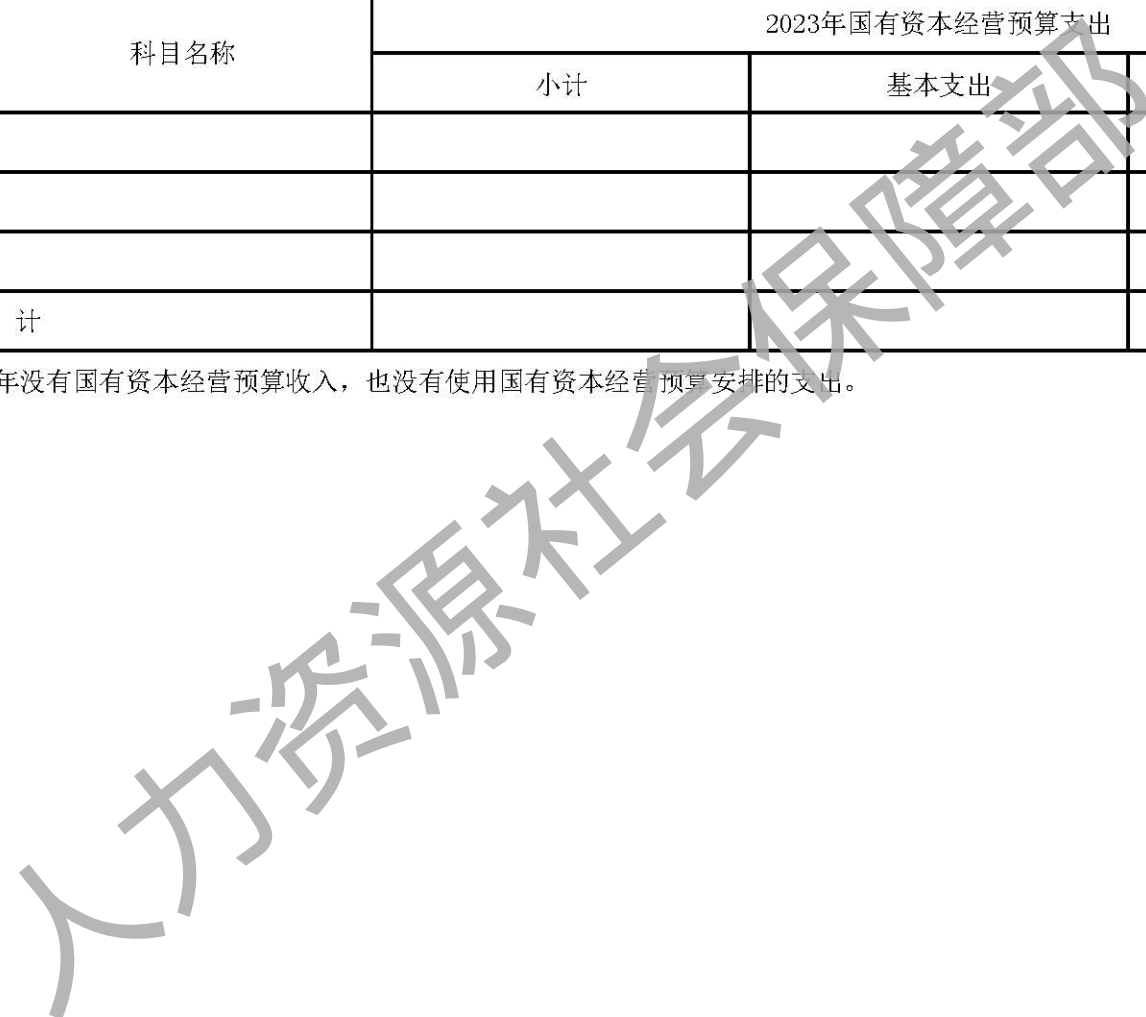 2023年国有资本经营预算支出
科目名称
小计
基本支出
计
年没有国有资本经营预算收入，也没有使用国有资本经营预算安排的支出。
人力资源社会保障部